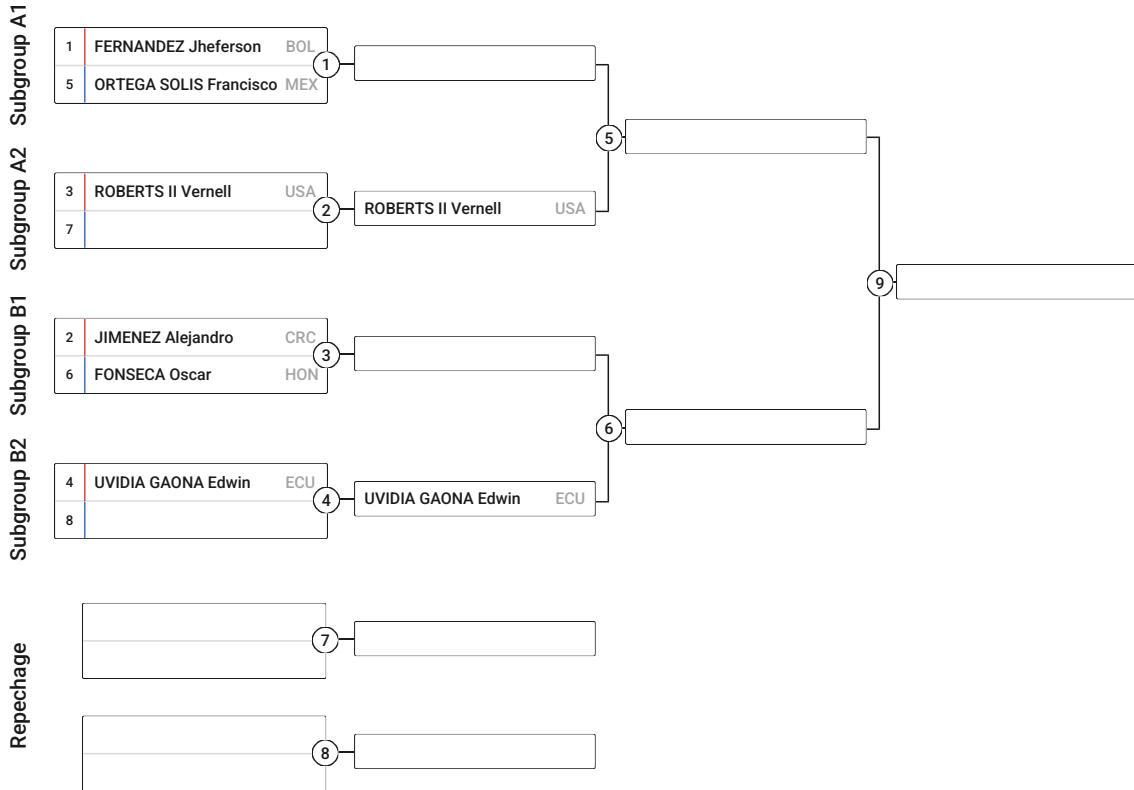 Subgroup A1
1 FERNANDEZ Jheferson BOL
5 ORTEGA SOLIS Francisco MEX
1
5
Subgroup A2
3 ROBERTS II Vernell USA
7
2
ROBERTS II Vernell USA
9
Subgroup B1
2 JIMENEZ Alejandro CRC
6 FONSECA Oscar HON
3
6
Subgroup B2
4 UVIDIA GAONA Edwin ECU
8
4
UVIDIA GAONA Edwin ECU
Repechage
7
8